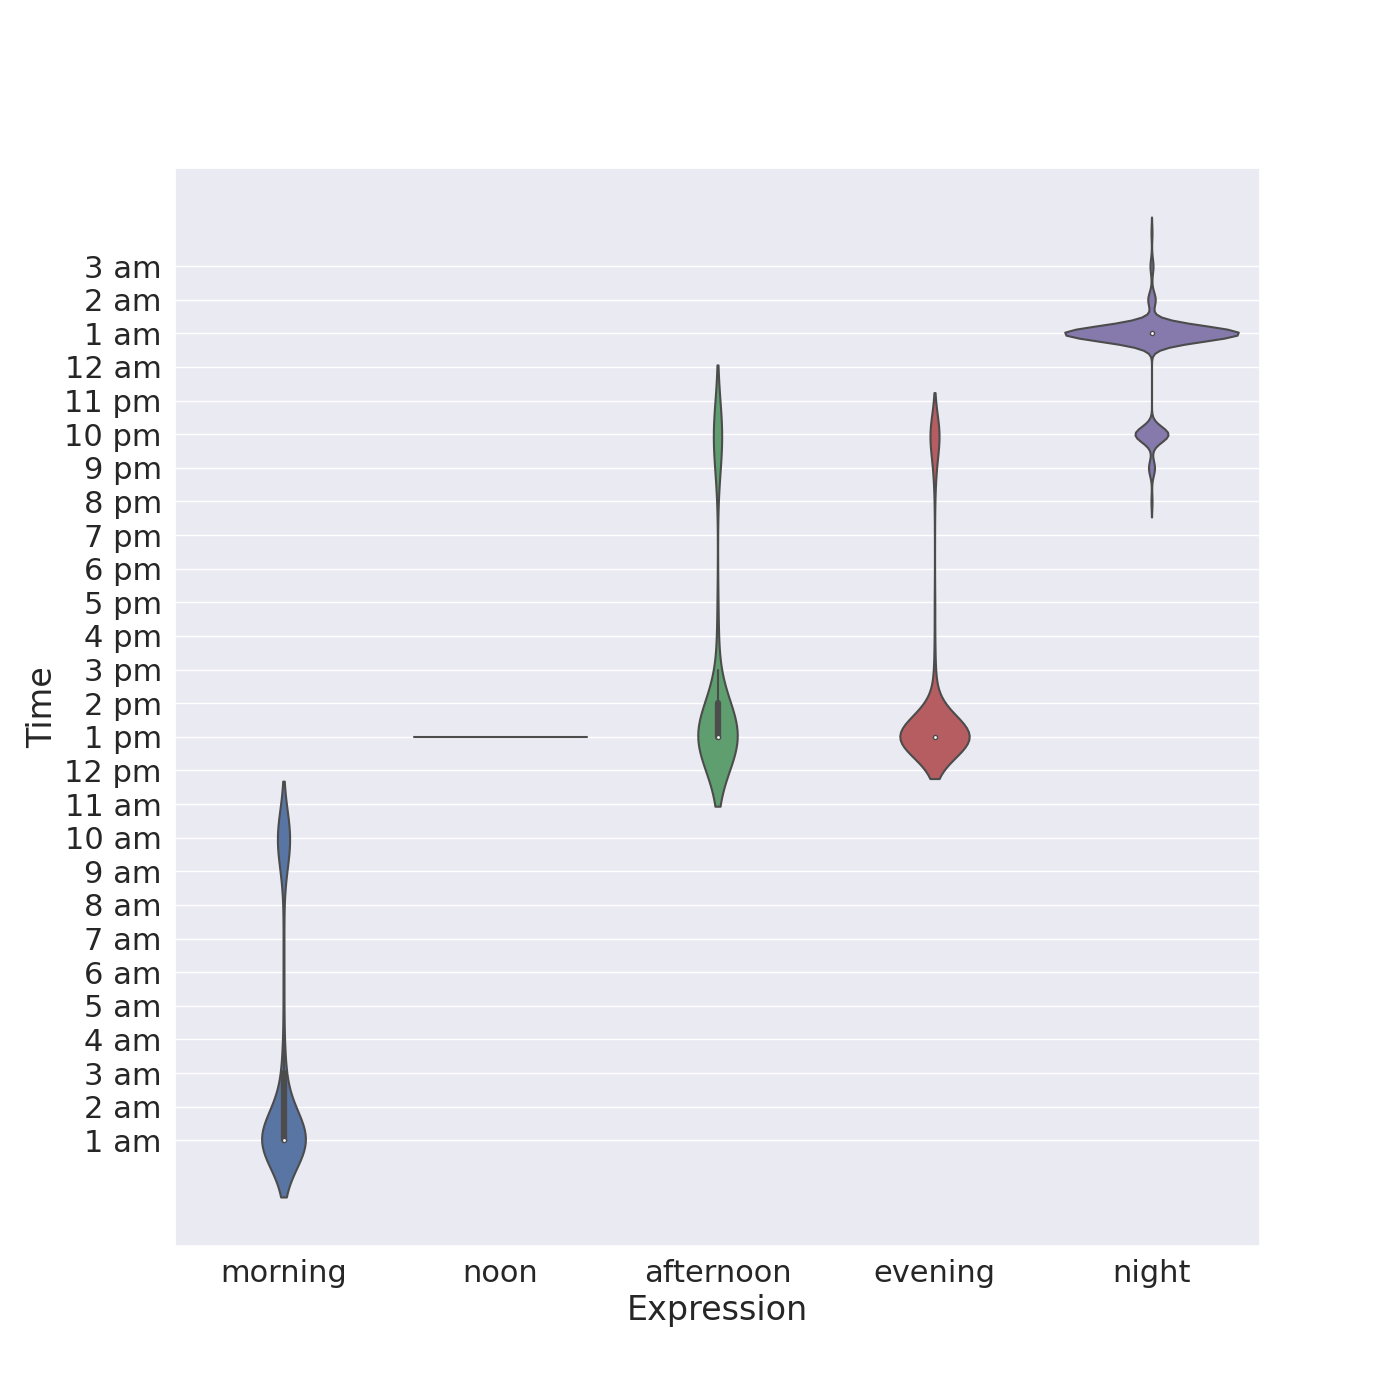 3 am
2 am
1 am
12 am
11 pm
10 pm
9 pm
8 pm
7 pm
6 pm
5 pm
4 pm
3 pm
2 pm
1 pm
12 pm
11 am
10 am
9 am
8 am
7 am
6 am
5 am
4 am
3 am
2 am
1 am
Time
morning noon afternoon evening night
Expression